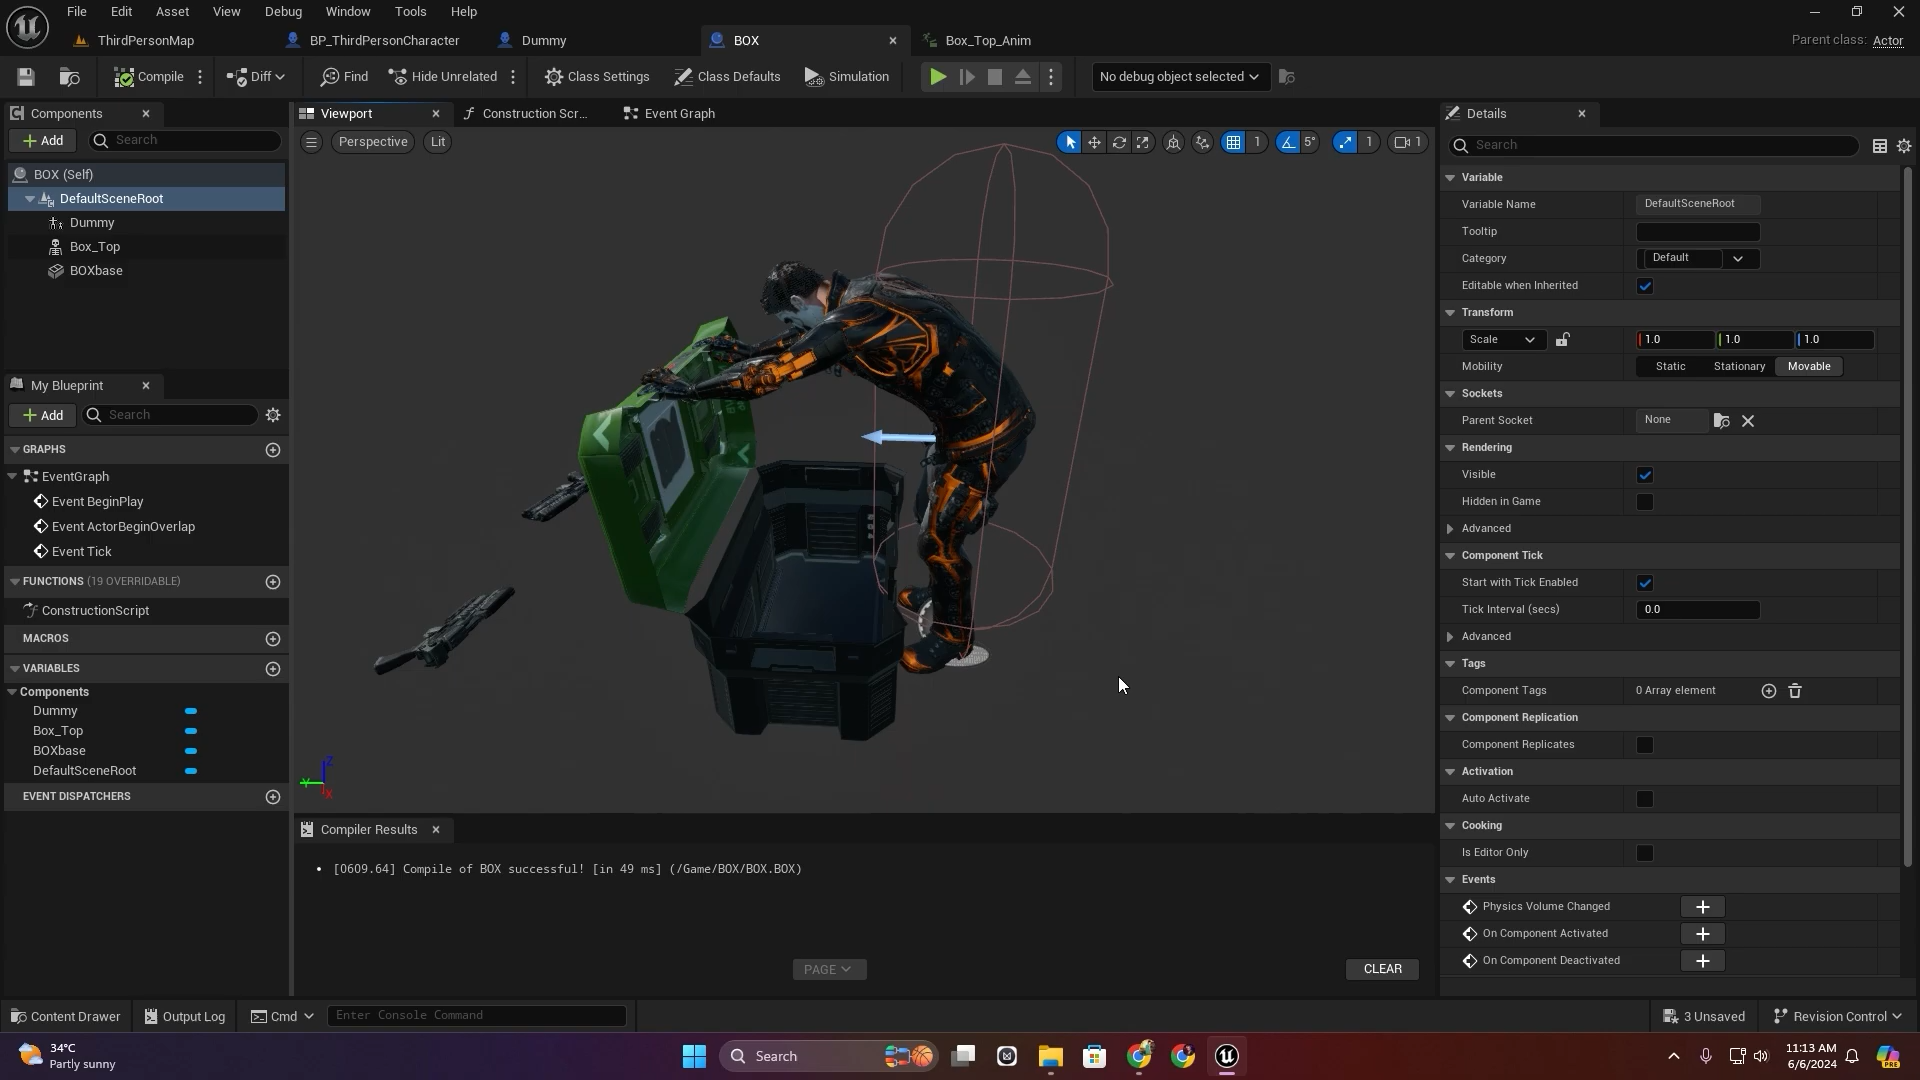 File Edit Asset View Debug Window Tools Help
ThirdPersonMap BP_ThirdPersonCharacter Dummy BOX Box_Top_Anim
Parent class: Actor
Compile Diff Find Hide Unrelated Class Settings Class Defaults Simulation No debug object selected
Components
Add Search
BOX (Self)
DefaultSceneRoot
Dummy
Box_Top
BOXbase
My Blueprint
Add Search
GRAPHS
EventGraph
Event BeginPlay
Event ActorBeginOverlap
Event Tick
FUNCTIONS (19 OVERRIDABLE)
ConstructionScript
MACROS
VARIABLES
Components
Dummy
Box_Top
BOXbase
DefaultSceneRoot
EVENT DISPATCHERS
Viewport Construction Scr... Event Graph
Perspective Lit
1 5° 1 1
Z
Y
X
Compiler Results
[0609.64] Compile of BOX successful! [in 49 ms] (/Game/BOX/BOX.BOX)
PAGE CLEAR
Details
Search
Variable
Variable Name DefaultSceneRoot
Tooltip
Category Default
Editable when Inherited
Transform
Scale 1.0 1.0 1.0
Mobility Static Stationary Movable
Sockets
Parent Socket None
Rendering
Visible
Hidden in Game
Advanced
Component Tick
Start with Tick Enabled
Tick Interval (secs) 0.0
Advanced
Tags
Component Tags 0 Array element
Component Replication
Component Replicates
Activation
Auto Activate
Cooking
Is Editor Only
Events
Physics Volume Changed
On Component Activated
On Component Deactivated
Content Drawer Output Log Cmd Enter Console Command 3 Unsaved Revision Control
34°C
Partly sunny
Search
11:13 AM
6/6/2024
PRE